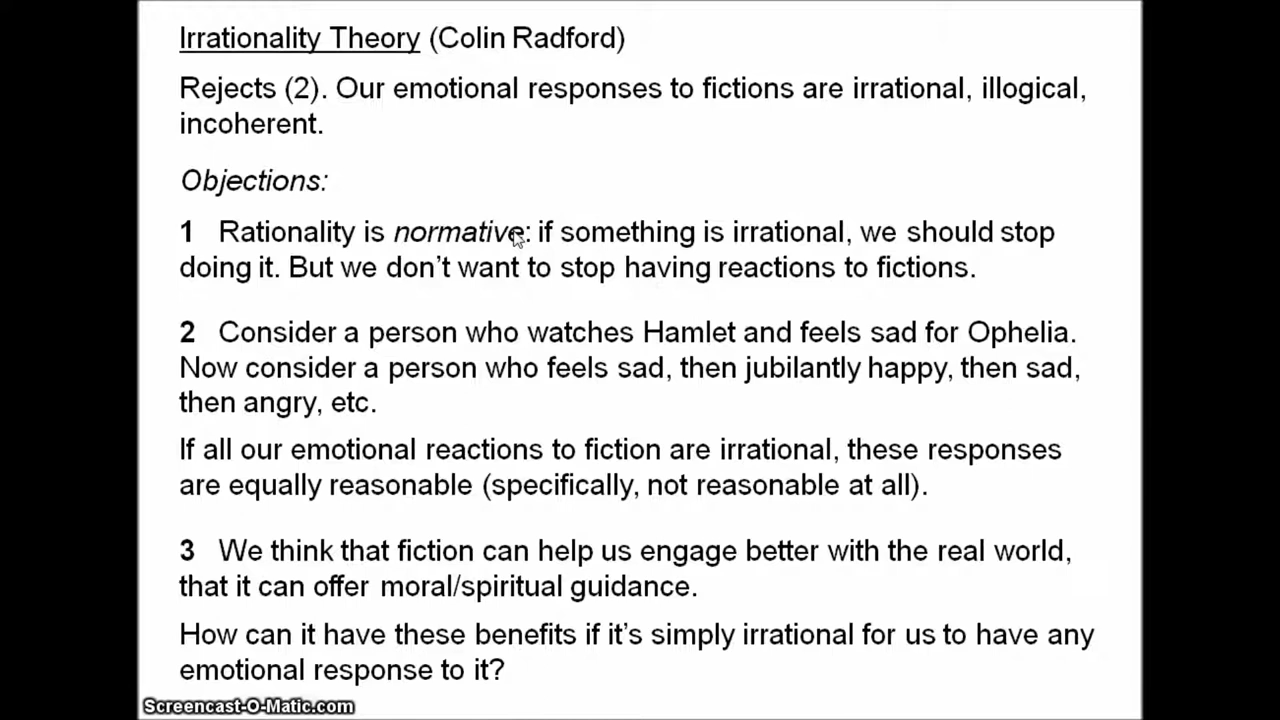 Irrationality Theory (Colin Radford)
Rejects (2). Our emotional responses to fictions are irrational, illogical,
incoherent.
Objections:
1 Rationality is normative: if something is irrational, we should stop
doing it. But we don't want to stop having reactions to fictions.
2 Consider a person who watches Hamlet and feels sad for Ophelia.
Now consider a person who feels sad, then jubilantly happy, then sad,
then angry, etc.
If all our emotional reactions to fiction are irrational, these responses
are equally reasonable (specifically, not reasonable at all).
3 We think that fiction can help us engage better with the real world,
that it can offer moral/spiritual guidance.
How can it have these benefits if it's simply irrational for us to have any
emotional response to it?
Screencast-O-Matic.com